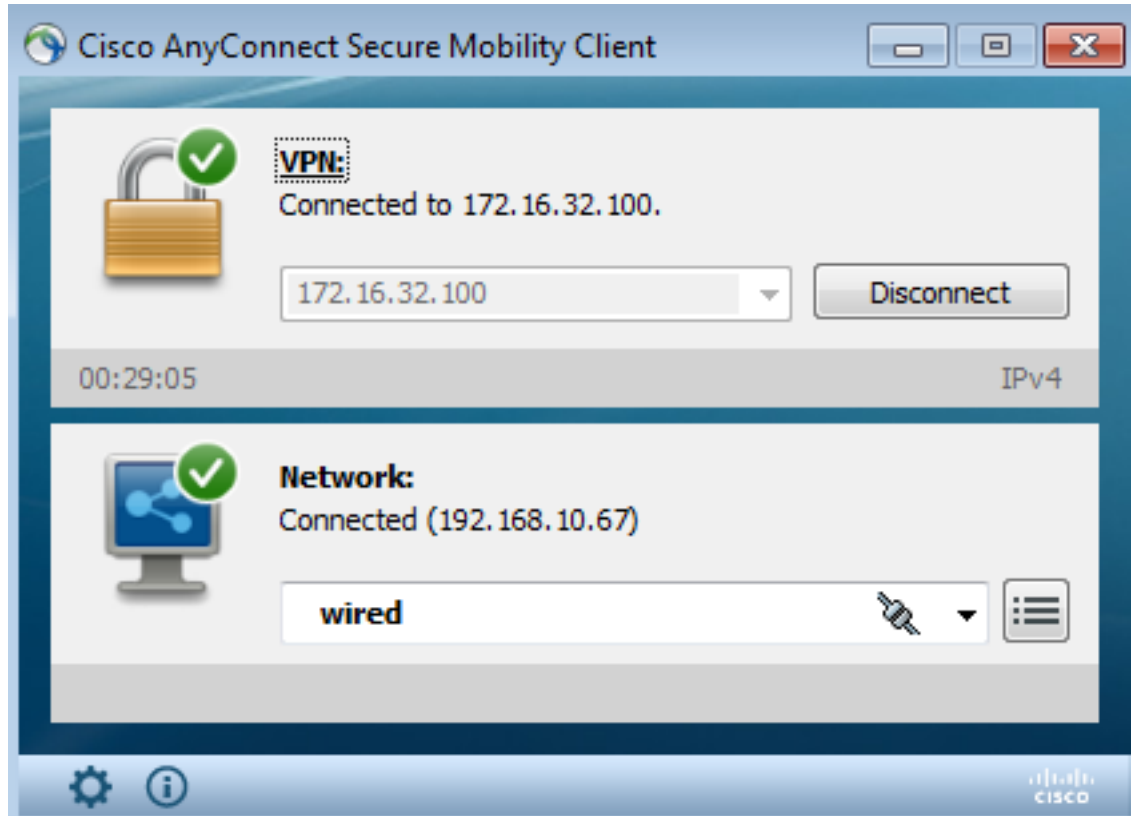 Cisco AnyConnect Secure Mobility Client
VPN:
Connected to 172.16.32.100.
172.16.32.100
Disconnect
00:29:05
IPv4
Network:
Connected (192.168.10.67)
wired
CISCO